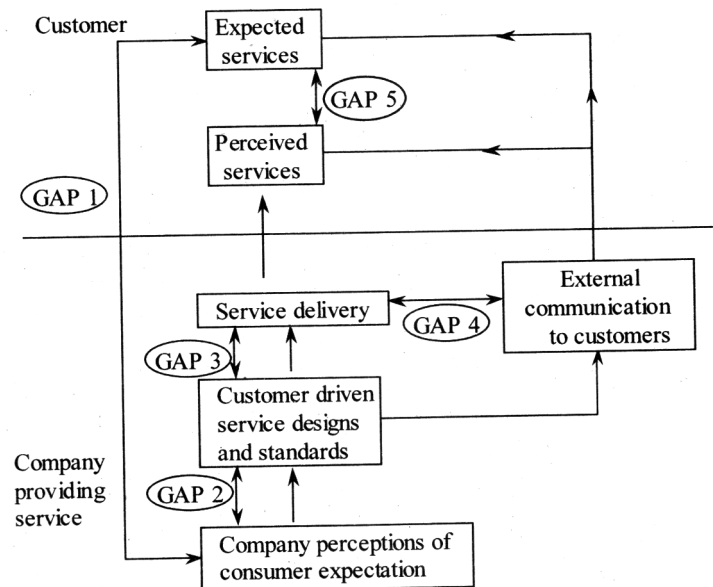 Customer
Expected
services
GAP 5
Perceived
services
GAP 1
External
communication
to customers
Service delivery
GAP 4
GAP 3
Customer driven
service designs
and standards
Company
providing
service
GAP 2
Company perceptions of
consumer expectation